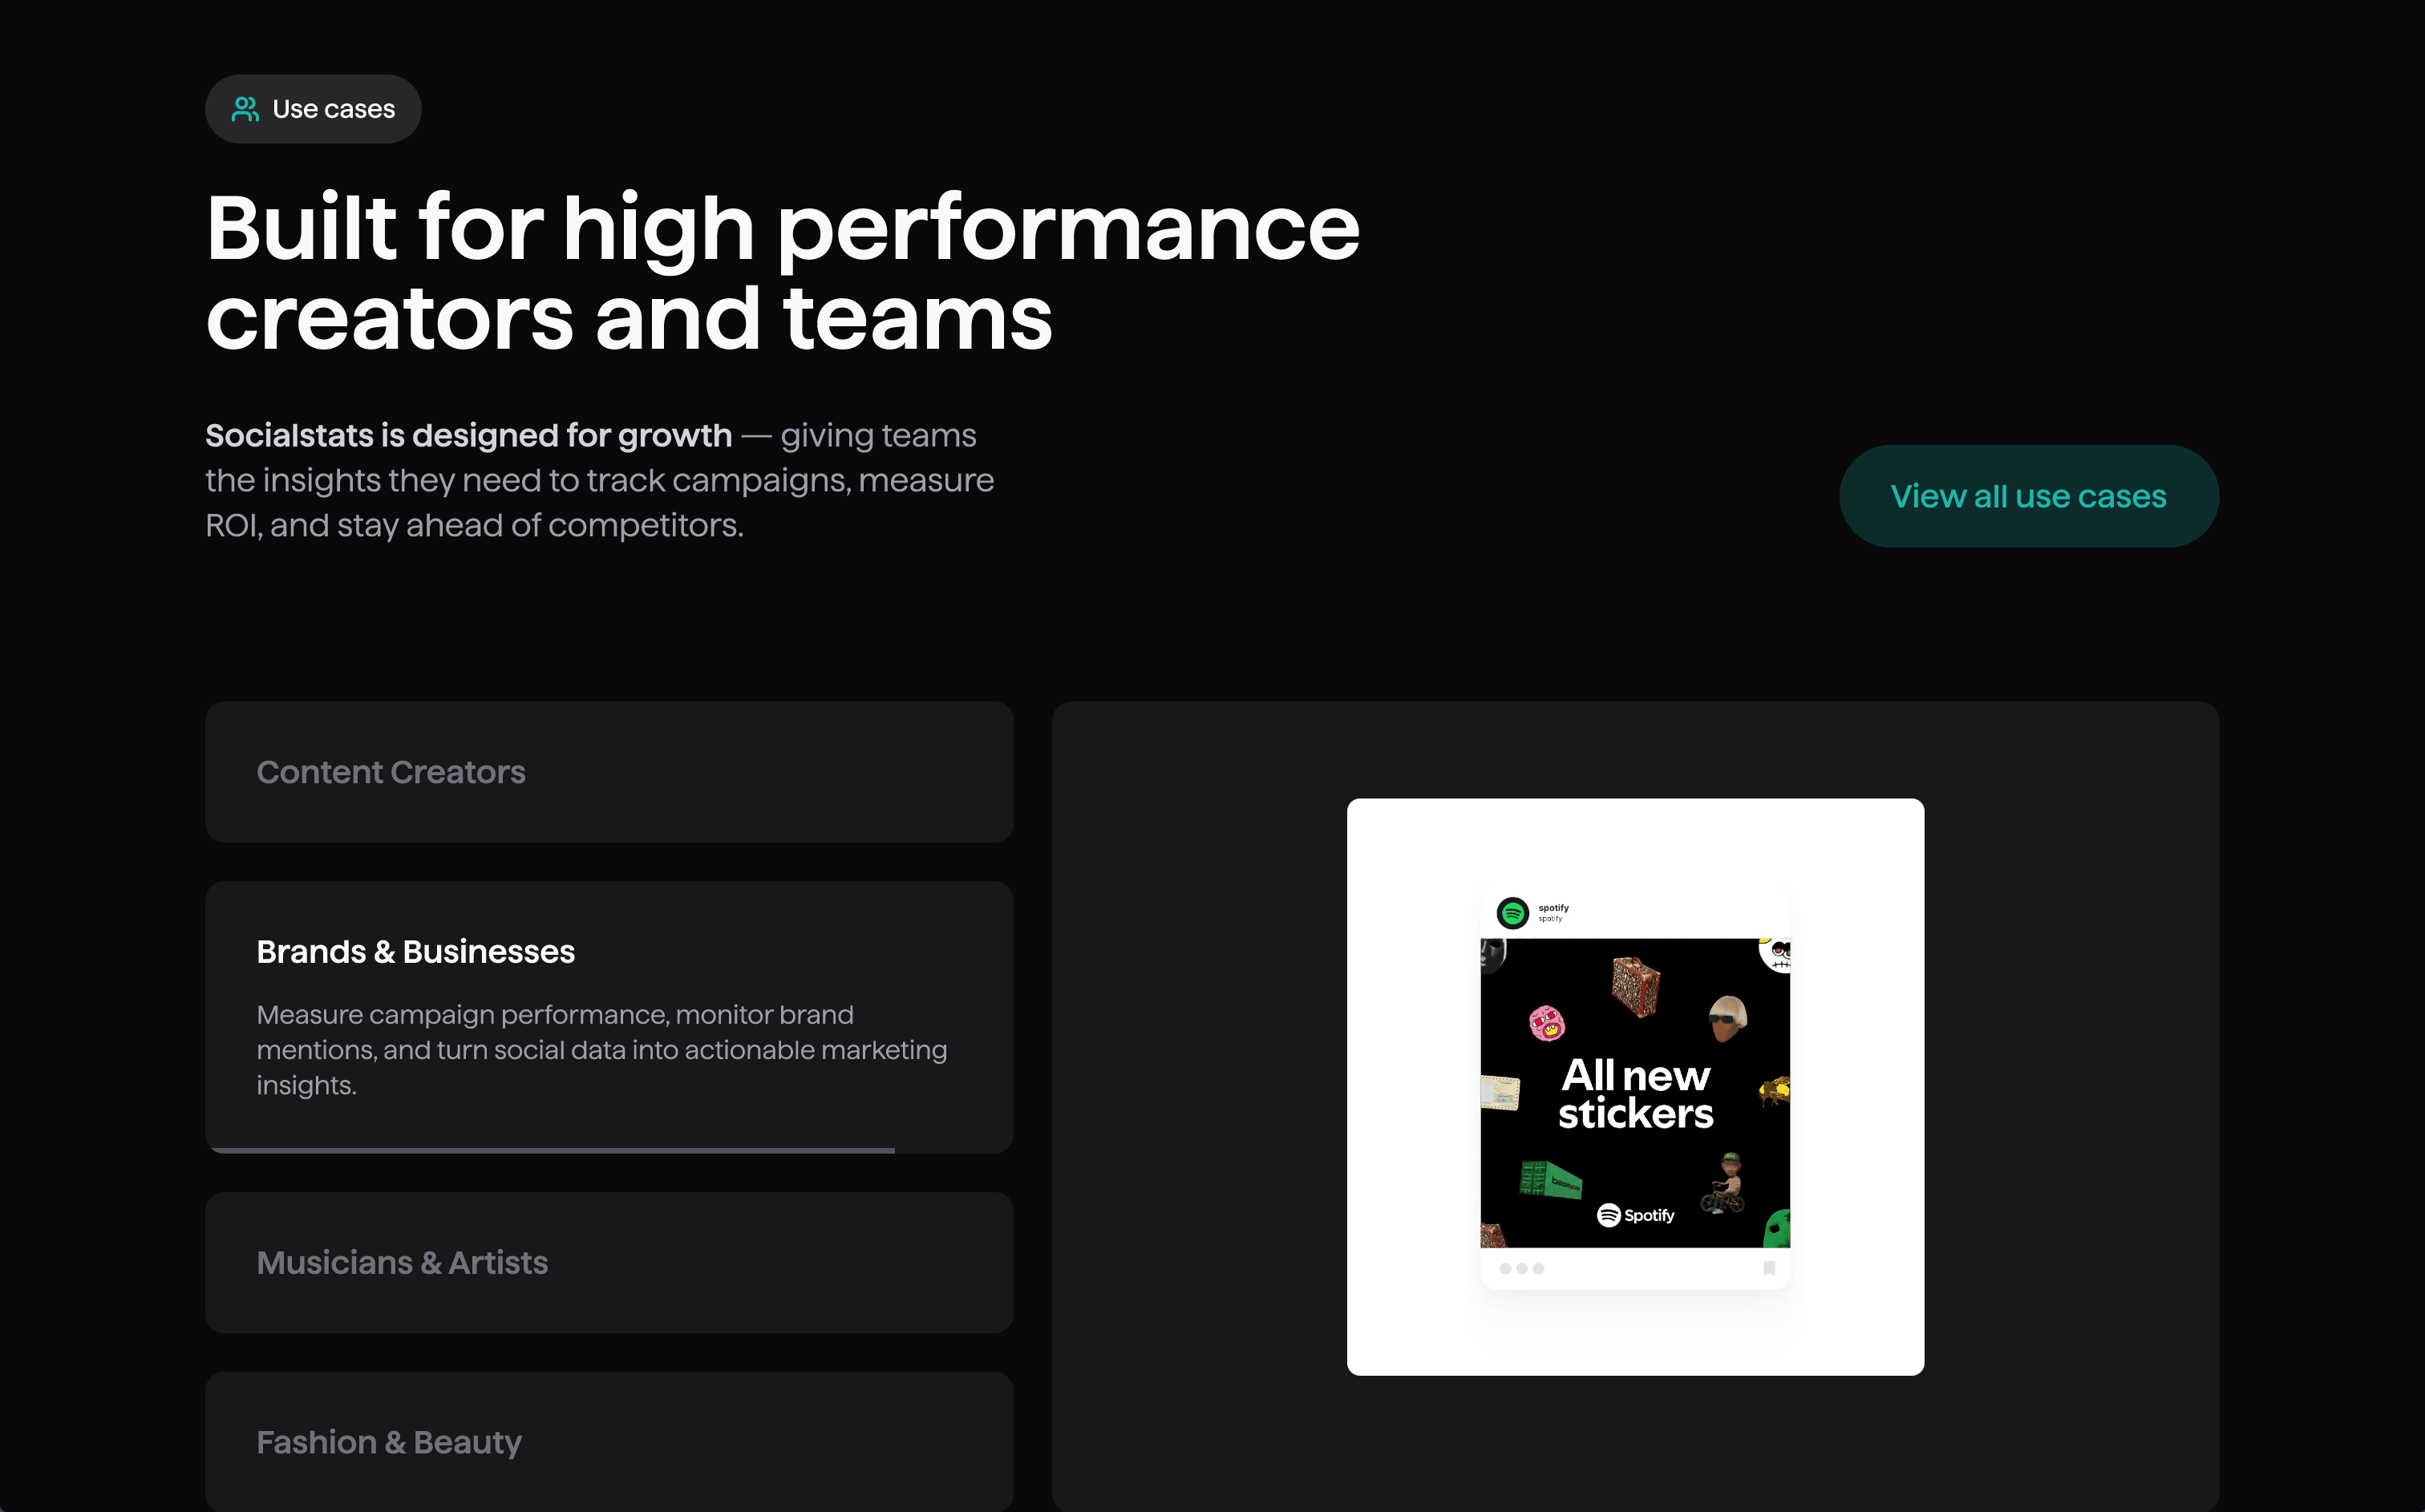 Use cases
Built for high performance
creators and teams
Socialstats is designed for growth — giving teams
the insights they need to track campaigns, measure
ROI, and stay ahead of competitors.
View all use cases
Content Creators
Brands & Businesses
Measure campaign performance, monitor brand
mentions, and turn social data into actionable marketing
insights.
Musicians & Artists
Fashion & Beauty
spotify
spotify
All new
stickers
Spotify